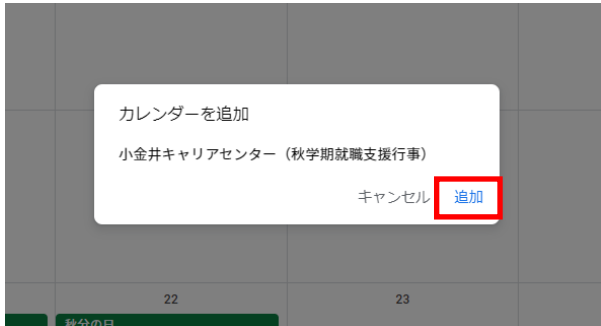 カレンダーを追加
小金井キャリアセンター（秋学期就職支援行事）
キャンセル 追加
22 23
秋分の日